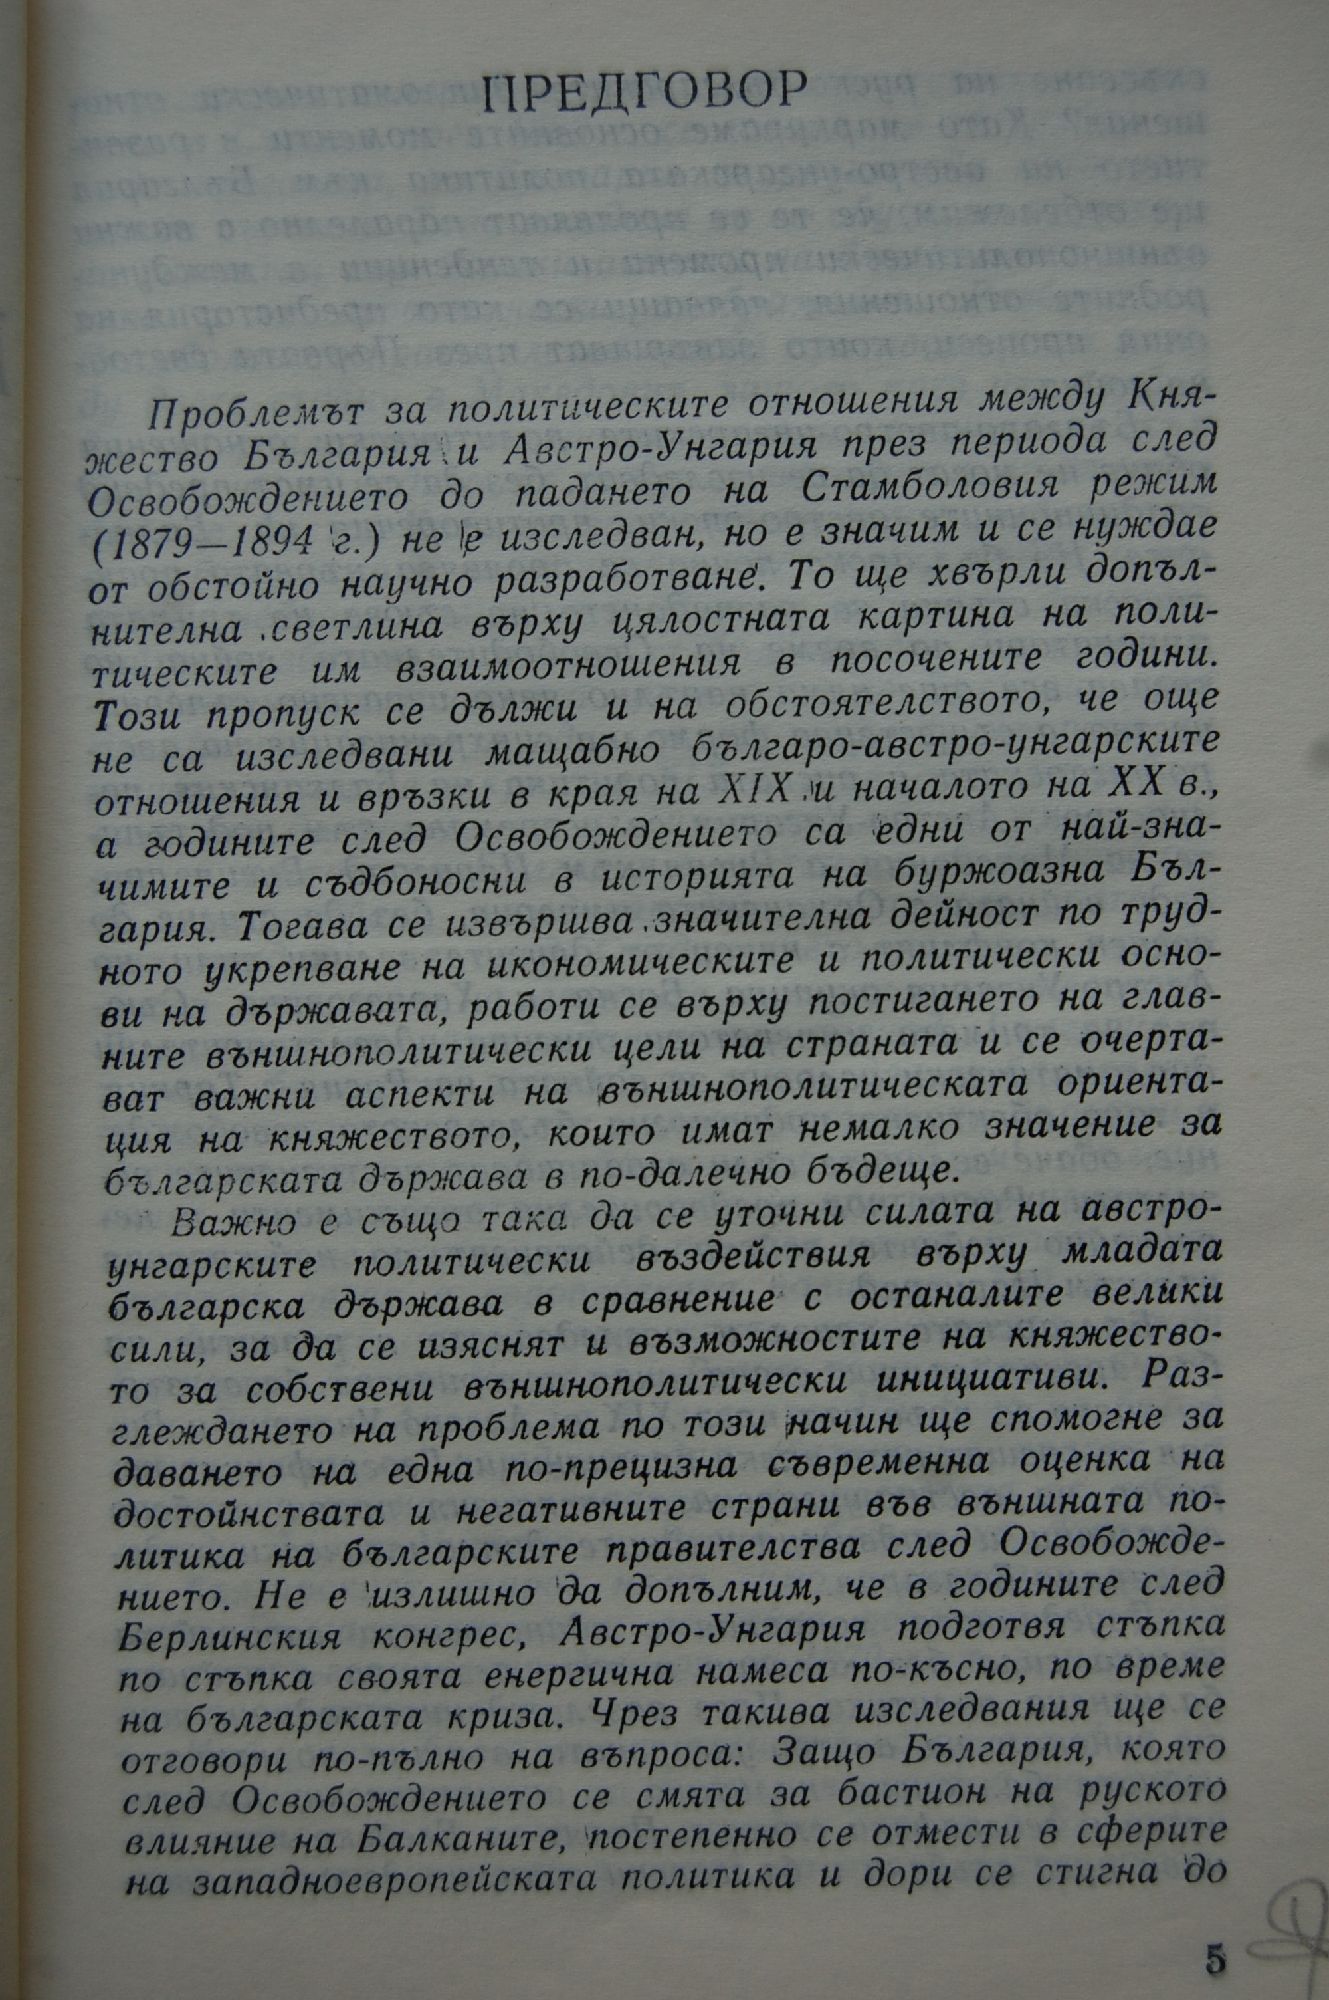 ПРЕДГОВОР
Проблемът за политическите отношения между Кня-
жество България и Австро-Унгария през периода след
Освобождението до падането на Стамболовия режим
(1879—1894 г.) не е изследван, но е значим и се нуждае
от обстойно научно разработване. То ще хвърли допъл-
нителна светлина върху цялостната картина на поли-
тическите им взаимоотношения в посочените години.
Този пропуск се дължи и на обстоятелството, че още
не са изследвани мащабно българо-австро-унгарските
отношения и връзки в края на XIX и началото на XX в.,
а годините след Освобождението са едни от най-зна-
чимите и съдбоносни в историята на буржоазна Бъл-
гария. Тогава се извършва значителна дейност по труд-
ното укрепване на икономическите и политически осно-
ви на държавата, работи се върху постигането на глав-
ните външнополитически цели на страната и се очерта-
ват важни аспекти на външнополитическата ориента-
ция на княжеството, които имат немалко значение за
българската държава в по-далечно бъдеще.
Важно е също така да се уточни силата на австро-
унгарските политически въздействия върху младата
българска държава в сравнение с останалите велики
сили, за да се изяснят и възможностите на княжество-
то за собствени външнополитически инициативи. Раз-
глеждането на проблема по този начин ще спомогне за
даването на една по-прецизна съвременна оценка на
достойнствата и негативните страни във външната по-
литика на българските правителства след Освобожде-
нието. Не е излишно да допълним, че в годините след
Берлинския конгрес, Австро-Унгария подготвя стъпка
по стъпка своята енергична намеса по-късно, по време
на българската криза. Чрез такива изследвания ще се
отговори по-пълно на въпроса: Защо България, която
след Освобождението се смята за бастион на руското
влияние на Балканите, постепенно се отмести в сферите
на западноевропейската политика и дори се стигна до
5